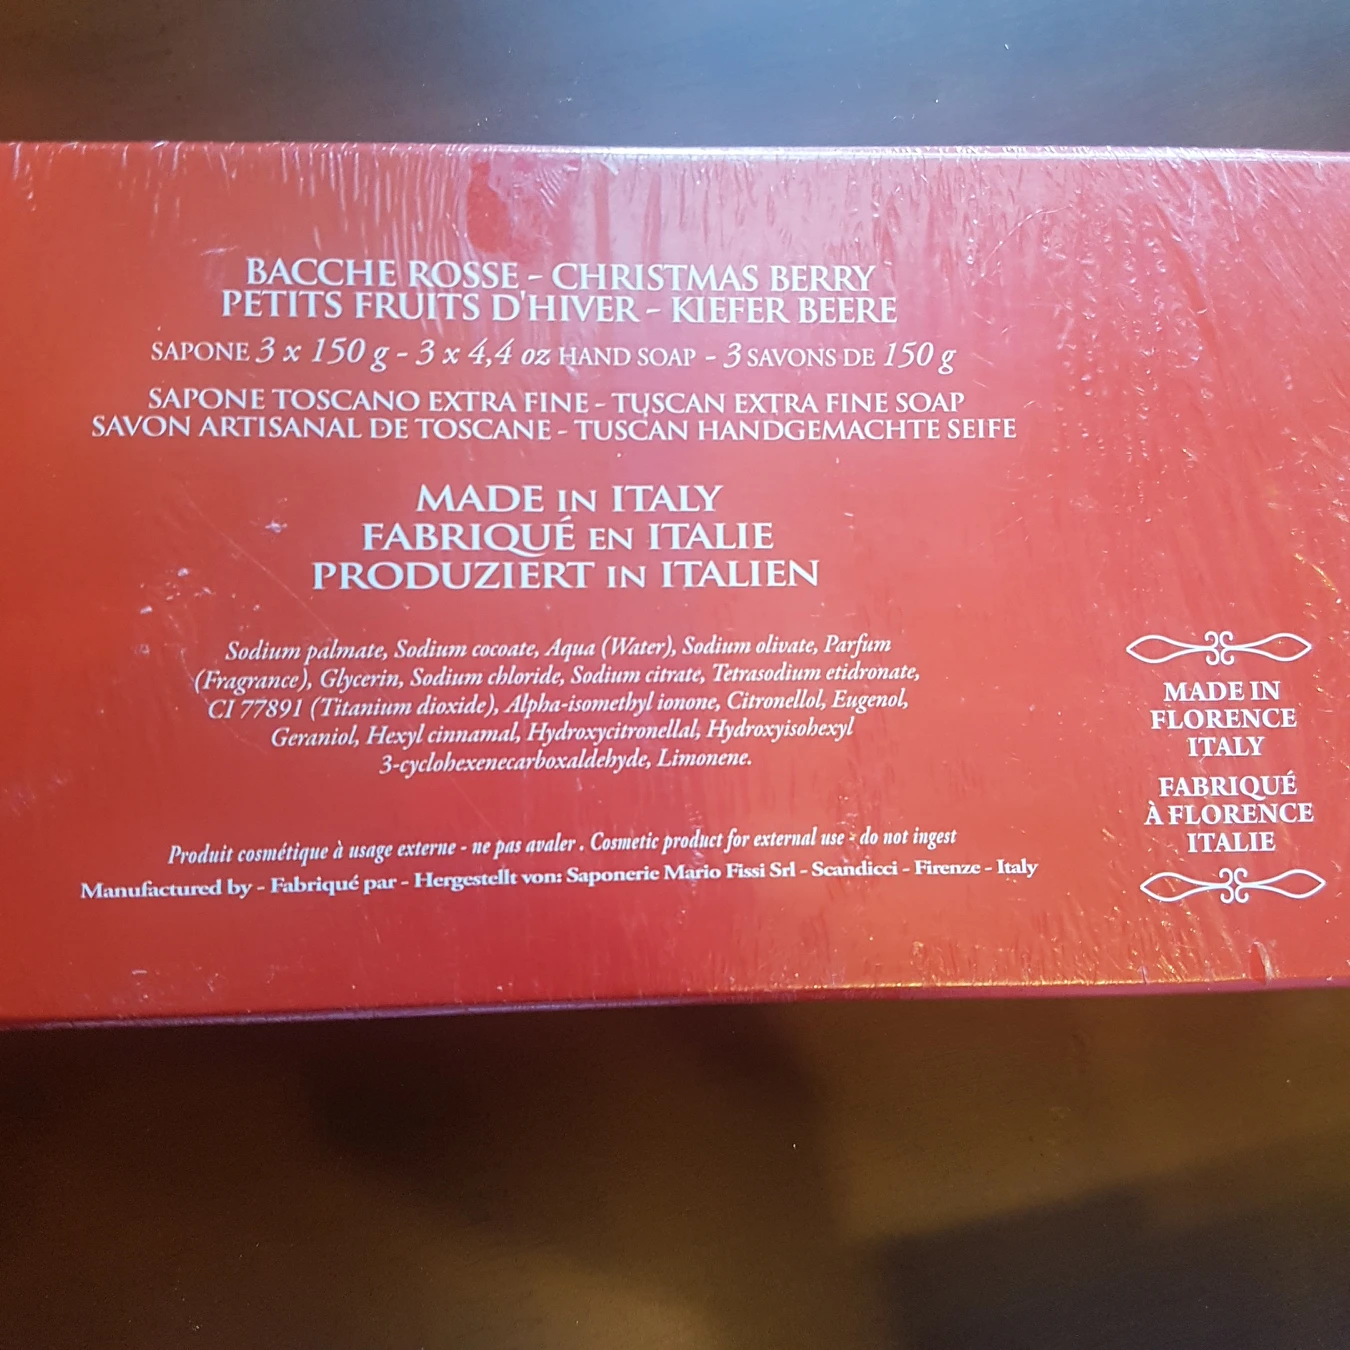 BACCHE ROSSE - CHRISTMAS BERRY
PETITS FRUITS D'HIVER - KIEFER BEERE
SAPONE 3 x 150 g - 3 x 4,4 oz HAND SOAP - 3 SAVONS DE 150 g
SAPONE TOSCANO EXTRA FINE - TUSCAN EXTRA FINE SOAP
SAVON ARTISANAL DE TOSCANE - TUSCAN HANDGEMACHTE SEIFE
MADE IN ITALY
FABRIQUÉ EN ITALIE
PRODUZIERT IN ITALIEN
Sodium palmate, Sodium cocoate, Aqua (Water), Sodium olivate, Parfum
(Fragrance), Glycerin, Sodium chloride, Sodium citrate, Tetrasodium etidronate,
CI 77891 (Titanium dioxide), Alpha-isomethyl ionone, Citronellol, Eugenol,
Geraniol, Hexyl cinnamal, Hydroxycitronellal, Hydroxyisohexyl
3-cyclohexenecarboxaldehyde, Limonene.
Produit cosmétique à usage externe - ne pas avaler . Cosmetic product for external use - do not ingest
Manufactured by - Fabriqué par - Hergestellt von: Saponerie Mario Fissi Srl - Scandicci - Firenze - Italy
MADE IN
FLORENCE
ITALY
FABRIQUÉ
À FLORENCE
ITALIE